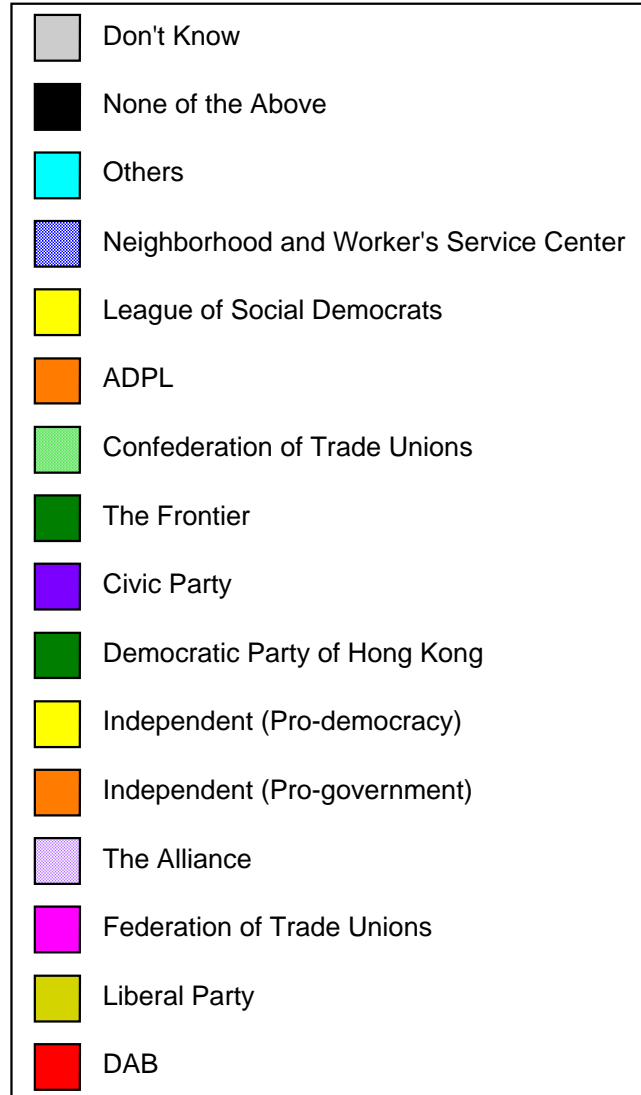 Don't Know
None of the Above
Others
Neighborhood and Worker's Service Center
League of Social Democrats
ADPL
Confederation of Trade Unions
The Frontier
Civic Party
Democratic Party of Hong Kong
Independent (Pro-democracy)
Independent (Pro-government)
The Alliance
Federation of Trade Unions
Liberal Party
DAB